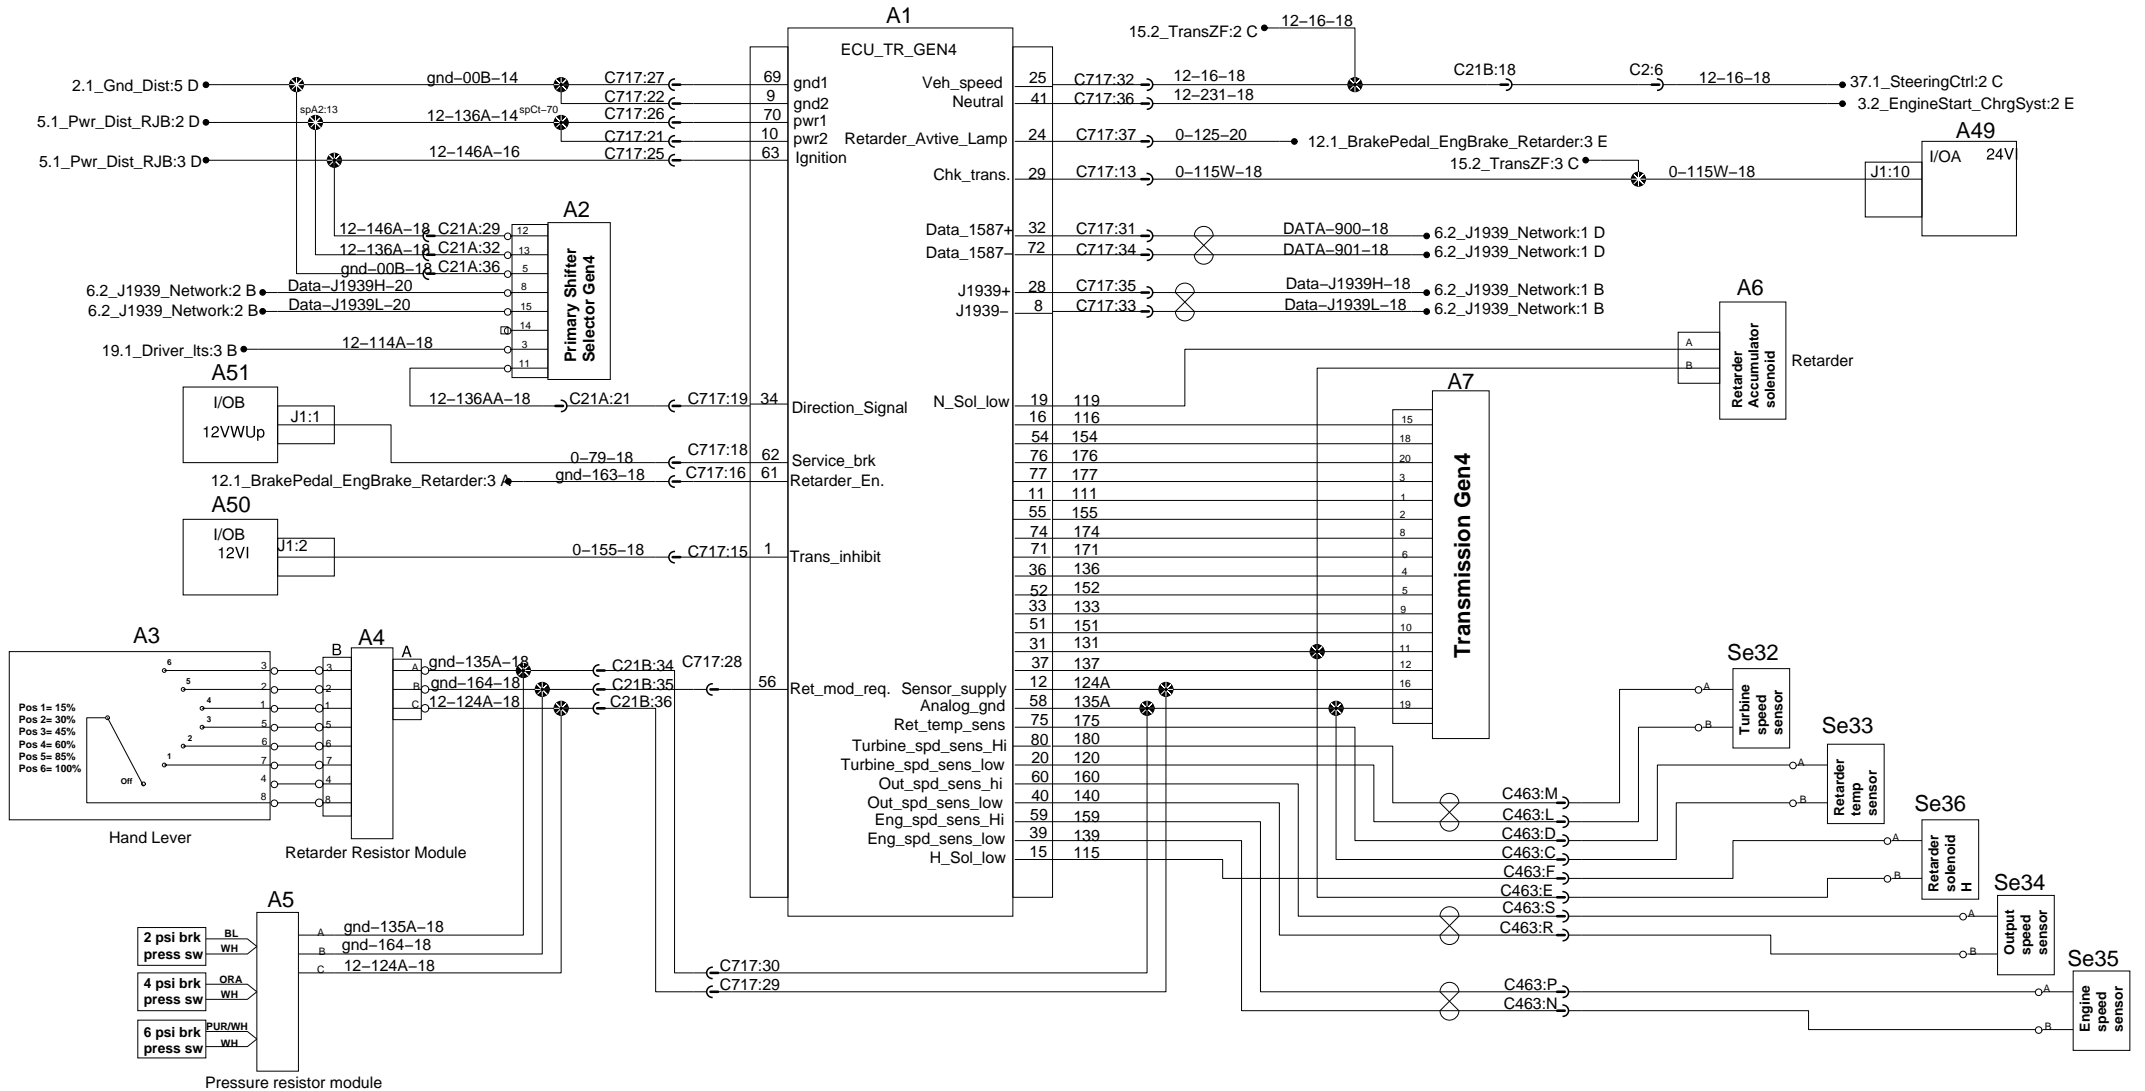 A1
ECU_TR_GEN4
15.2_TransZF:2 C
12–16–18
2.1_Gnd_Dist:5 D
gnd–00B–14
C717:27
69
gnd1
C717:22
9
gnd2
spA2:13
5.1_Pwr_Dist_RJB:2 D
12–136A–14
spCt–70
C717:26
70
pwr1
C717:21
10
pwr2
5.1_Pwr_Dist_RJB:3 D
12–146A–16
C717:25
63
Ignition
Veh_speed
25
C717:32
12–16–18
C21B:18
C2:6
12–16–18
37.1_SteeringCtrl:2 C
Neutral
41
C717:36
12–231–18
3.2_EngineStart_ChrgSyst:2 E
Retarder_Avtive_Lamp
24
C717:37
0–125–20
12.1_BrakePedal_EngBrake_Retarder:3 E
15.2_TransZF:3 C
Chk_trans.
29
C717:13
0–115W–18
0–115W–18
J1:10
A49
I/OA
24VI
A2
Primary Shifter
Selector Gen4
12–146A–18
C21A:29
12
12–136A–18
C21A:32
13
gnd–00B–18
C21A:36
5
6.2_J1939_Network:2 B
Data–J1939H–20
8
6.2_J1939_Network:2 B
Data–J1939L–20
15
14
19.1_Driver_lts:3 B
12–114A–18
3
11
Data_1587+
32
C717:31
DATA–900–18
6.2_J1939_Network:1 D
Data_1587–
72
C717:34
DATA–901–18
6.2_J1939_Network:1 D
J1939+
28
C717:35
Data–J1939H–18
6.2_J1939_Network:1 B
J1939–
8
C717:33
Data–J1939L–18
6.2_J1939_Network:1 B
A6
A
B
Retarder
Accumulator
solenoid
Retarder
A51
I/OB
12VWUp
J1:1
12–136AA–18
C21A:21
C717:19
34
Direction_Signal
0–79–18
C717:18
62
Service_brk
12.1_BrakePedal_EngBrake_Retarder:3 A
gnd–163–18
C717:16
61
Retarder_En.
A50
I/OB
12VI
J1:2
0–155–18
C717:15
1
Trans_inhibit
A7
Transmission Gen4
N_Sol_low
19
119
16
116
15
54
154
18
76
176
20
77
177
3
11
111
1
55
155
2
74
174
8
71
171
6
36
136
4
52
152
5
33
133
9
51
151
10
31
131
11
37
137
12
Sensor_supply
12
124A
16
Analog_gnd
58
135A
19
Ret_temp_sens
75
175
Turbine_spd_sens_Hi
80
180
Turbine_spd_sens_low
20
120
Out_spd_sens_hi
60
160
Out_spd_sens_low
40
140
Eng_spd_sens_Hi
59
159
Eng_spd_sens_low
39
139
H_Sol_low
15
115
A3
6
5
4
3
2
1
Off
Pos 1= 15%
Pos 2= 30%
Pos 3= 45%
Pos 4= 60%
Pos 5= 85%
Pos 6= 100%
3
2
1
5
6
7
4
8
Hand Lever
A4
B
A
3
2
1
5
6
7
4
8
A
B
C
Retarder Resistor Module
gnd–135A–18
C21B:34
C717:28
gnd–164–18
C21B:35
56
Ret_mod_req.
12–124A–18
C21B:36
A5
A
gnd–135A–18
B
gnd–164–18
C
12–124A–18
2 psi brk
press sw
BL
WH
4 psi brk
press sw
ORA
WH
6 psi brk
press sw
PUR/WH
WH
Pressure resistor module
C717:30
C717:29
C463:M
C463:L
C463:D
C463:C
C463:F
C463:E
C463:S
C463:R
C463:P
C463:N
Se32
A
B
Turbine
speed
sensor
Se33
A
B
Retarder
temp
sensor
Se36
A
B
Retarder
solenoid
H
Se34
A
B
Output
speed
sensor
Se35
A
B
Engine
speed
sensor